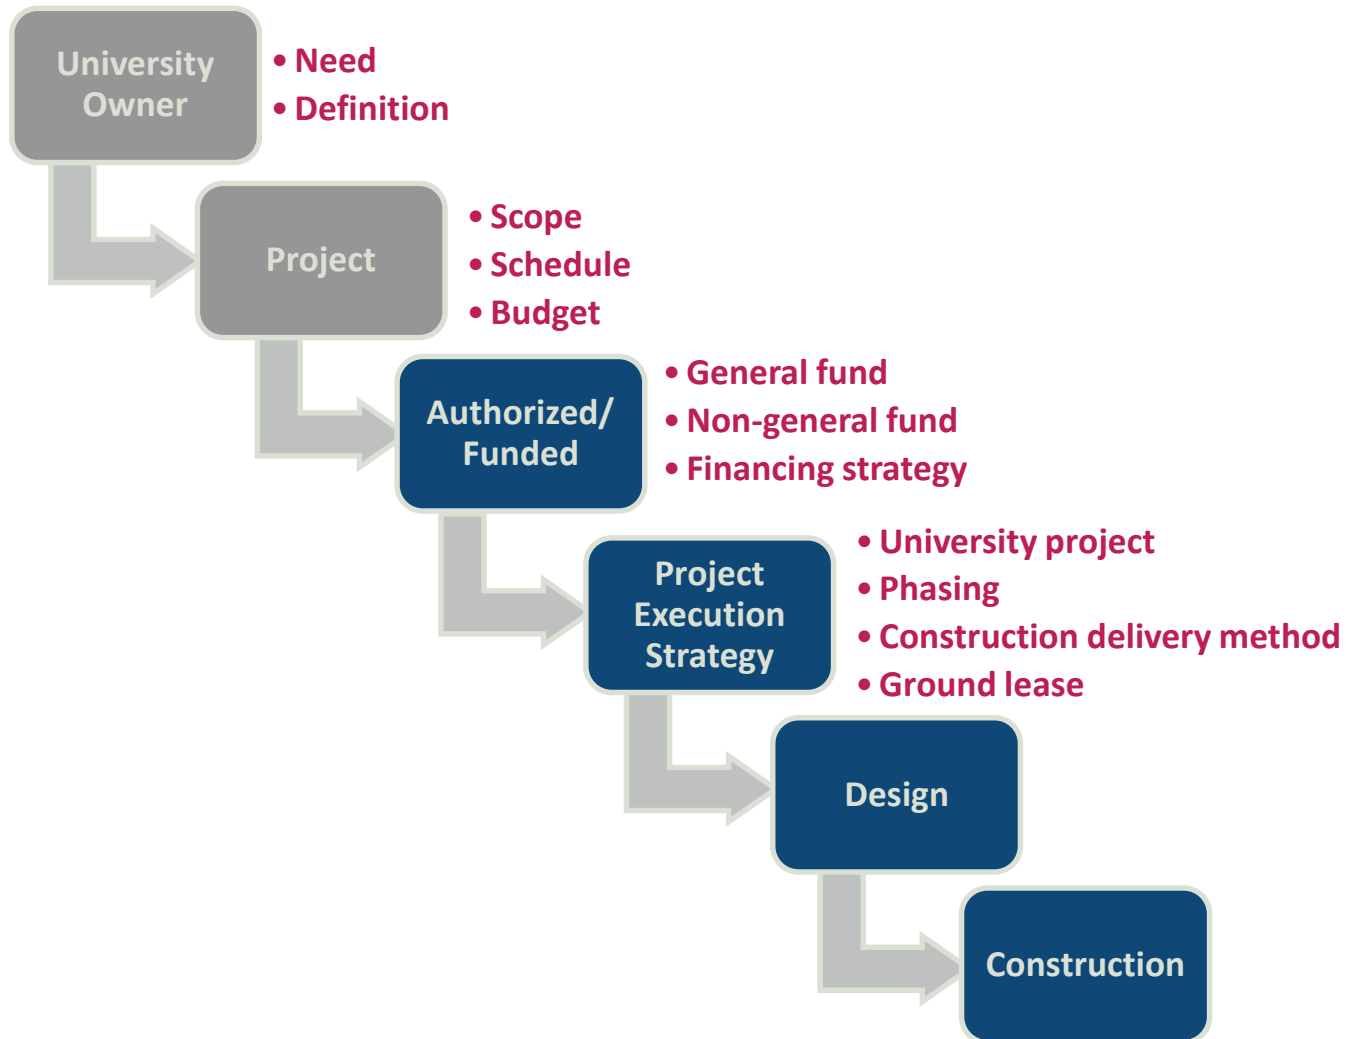 University
Owner
• Need
• Definition
Project
• Scope
• Schedule
• Budget
Authorized/
Funded
• General fund
• Non-general fund
• Financing strategy
Project
Execution
Strategy
• University project
• Phasing
• Construction delivery method
• Ground lease
Design
Construction